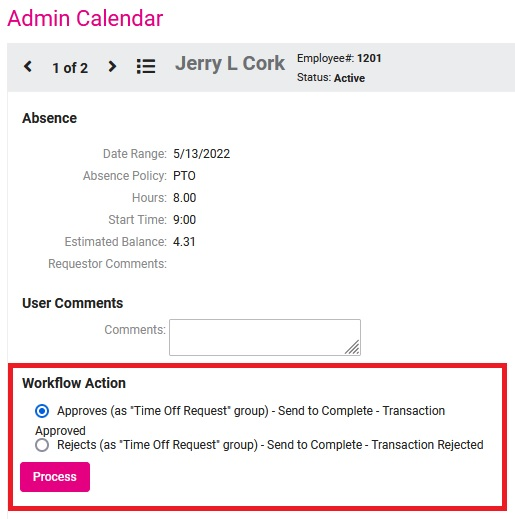 Admin Calendar
1 of 2 Jerry L Cork Employee#: 1201
Status: Active
Absence
Date Range: 5/13/2022
Absence Policy: PTO
Hours: 8.00
Start Time: 9:00
Estimated Balance: 4.31
Requestor Comments:
User Comments
Comments:
Workflow Action
Approves (as "Time Off Request" group) - Send to Complete - Transaction
Approved
Rejects (as "Time Off Request" group) - Send to Complete - Transaction Rejected
Process